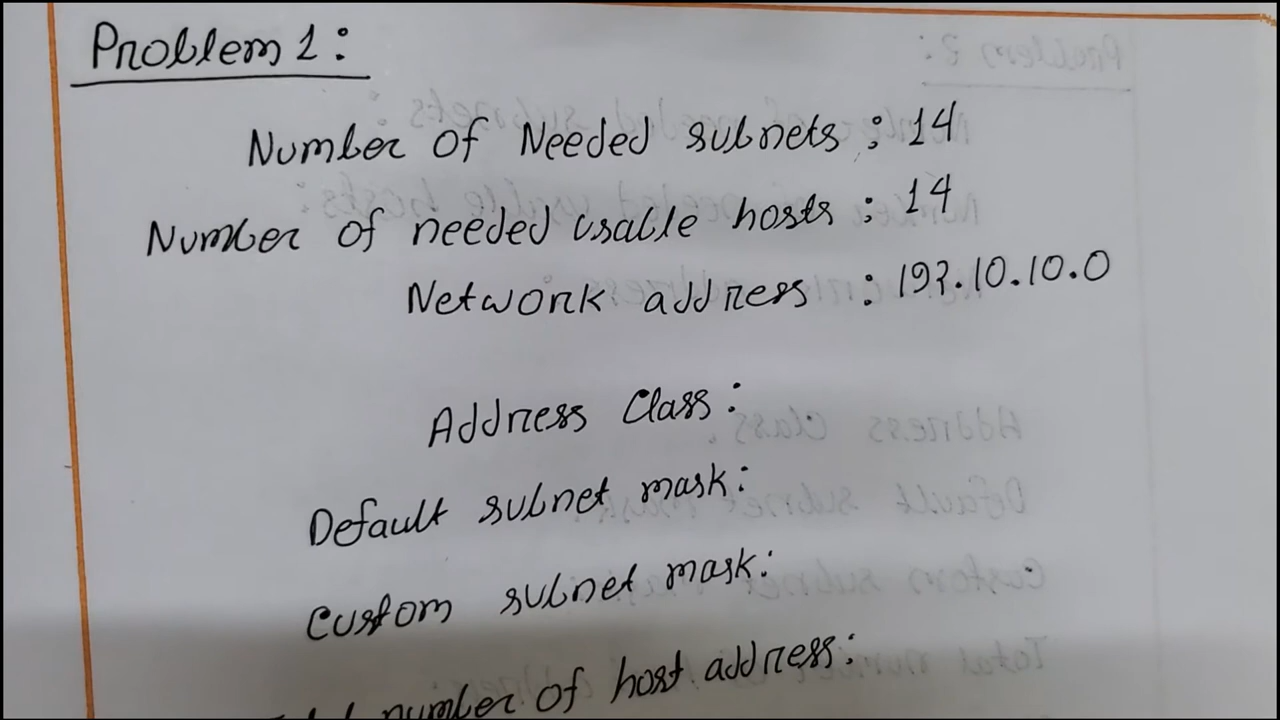 Problem 1:
Number of Needed subnets : 14
Number of needed usable hosts : 14
Network address : 192.10.10.0
Address Class:
Default subnet mask:
Custom subnet mask:
number of host address: